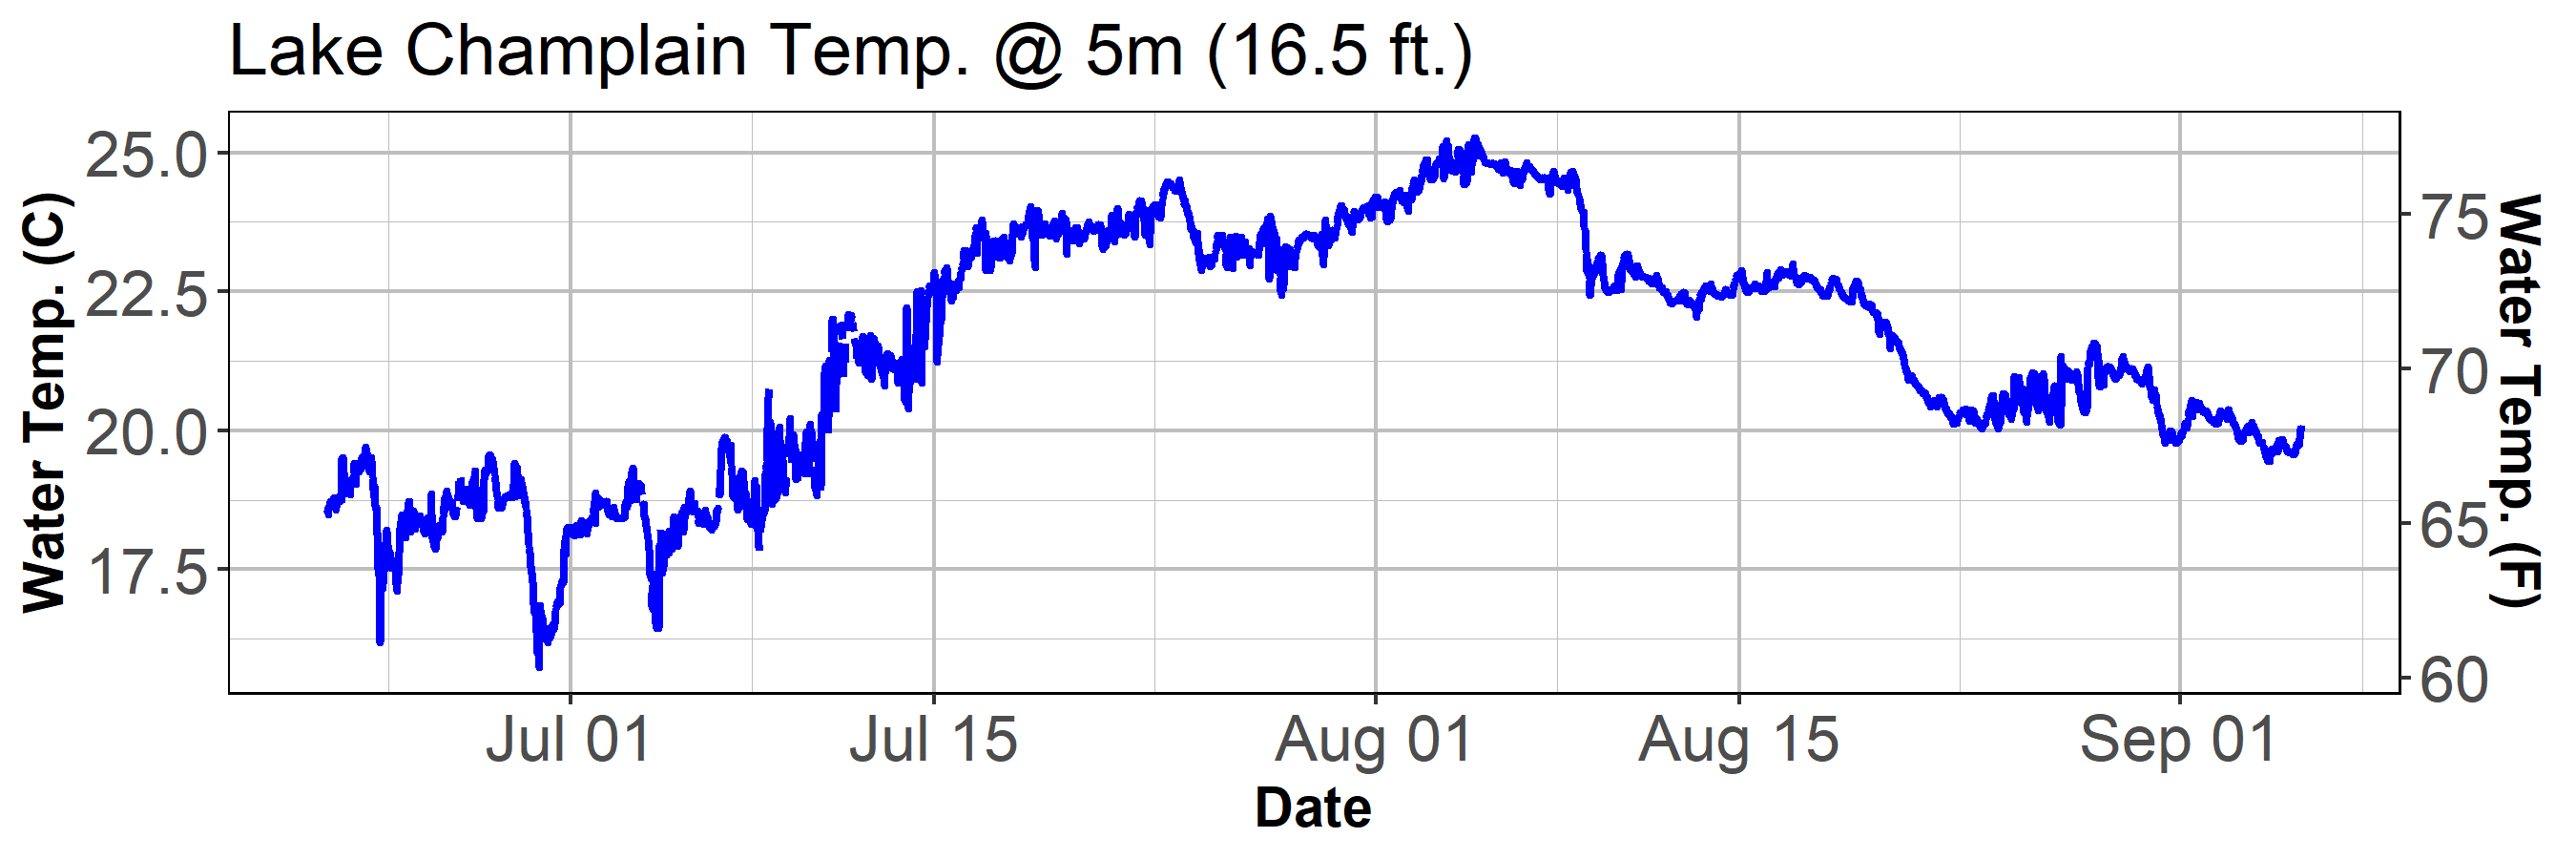 Lake Champlain Temp. @ 5m (16.5 ft.)
Water Temp. (C)
25.0
22.5
20.0
17.5
75
70
65
60
Water Temp. (F)
Jul 01 Jul 15 Aug 01 Aug 15 Sep 01
Date